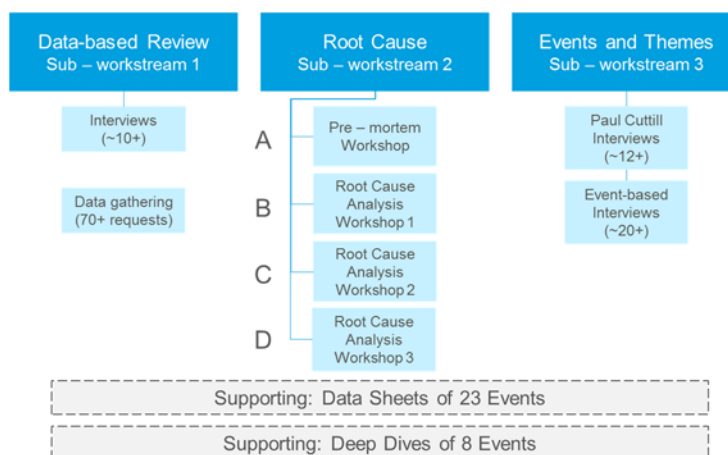 Data-based Review
Sub – workstream 1
Interviews
(~10+)
Data gathering
(70+ requests)
Root Cause
Sub – workstream 2
A
Pre – mortem
Workshop
B
Root Cause
Analysis
Workshop 1
C
Root Cause
Analysis
Workshop 2
D
Root Cause
Analysis
Workshop 3
Events and Themes
Sub – workstream 3
Paul Cuttill
Interviews
(~12+)
Event-based
Interviews
(~20+)
Supporting: Data Sheets of 23 Events
Supporting: Deep Dives of 8 Events